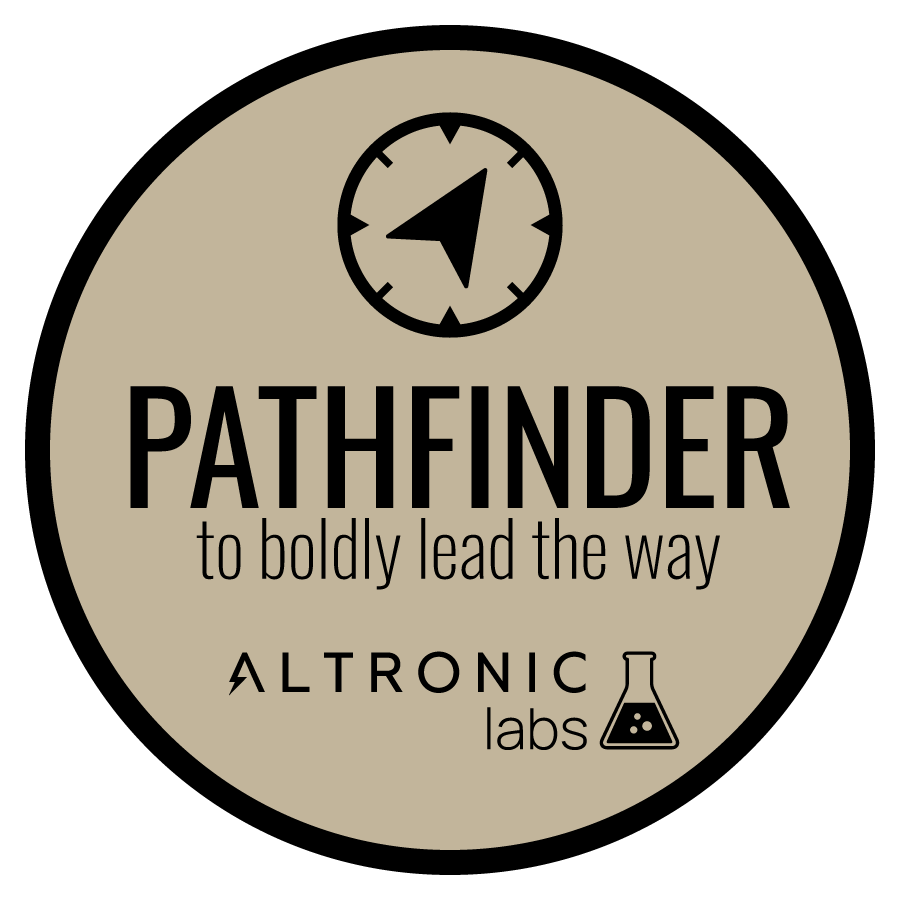 PATHFINDER
to boldly lead the way
ALTRONIC
labs